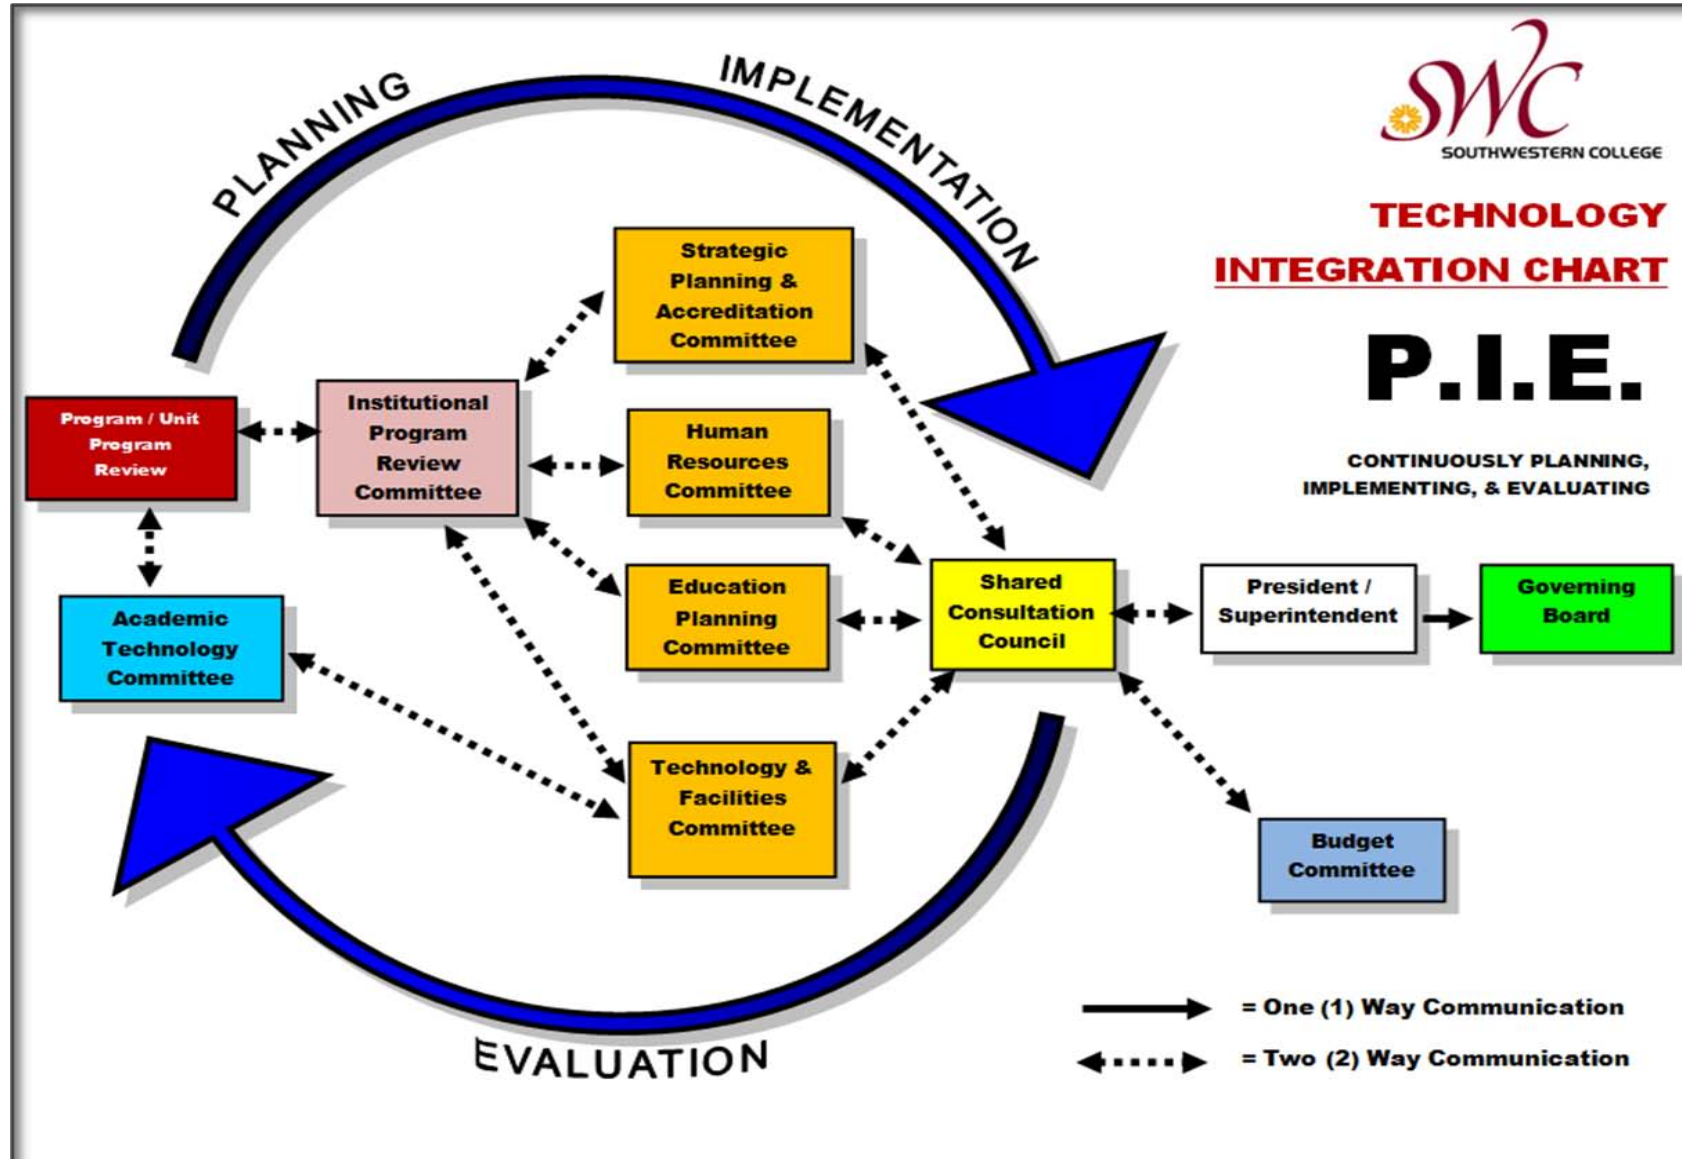 PLANNING
IMPLEMENTATION
SWC
SOUTHWESTERN COLLEGE
TECHNOLOGY
INTEGRATION CHART
P.I.E.
CONTINUOUSLY PLANNING,
IMPLEMENTING, & EVALUATING
Strategic
Planning &
Accreditation
Committee
Program / Unit
Program
Review
Institutional
Program
Review
Committee
Human
Resources
Committee
Academic
Technology
Committee
Education
Planning
Committee
Shared
Consultation
Council
President /
Superintendent
Governing
Board
Technology &
Facilities
Committee
Budget
Committee
EVALUATION
= One (1) Way Communication
= Two (2) Way Communication